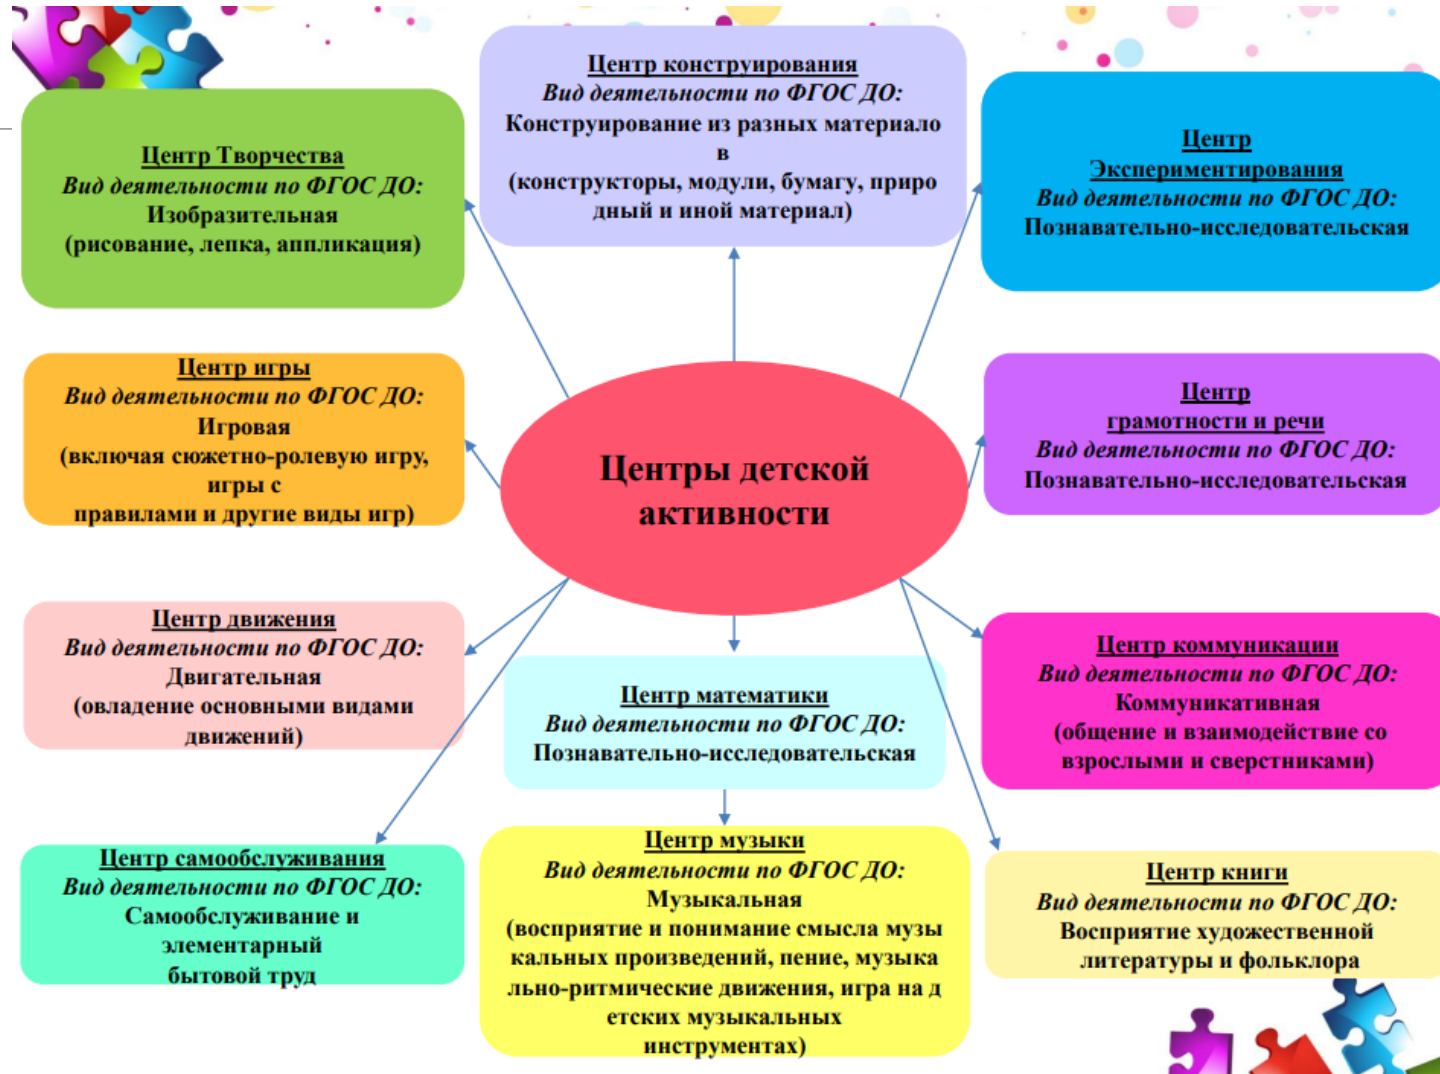 Центр конструирования
Вид деятельности по ФГОС ДО:
Конструирование из разных материало
в
(конструкторы, модули, бумагу, приро
дный и иной материал)
Центр Творчества
Вид деятельности по ФГОС ДО:
Изобразительная
(рисование, лепка, аппликация)
Центр
Экспериментирования
Вид деятельности по ФГОС ДО:
Познавательно-исследовательская
Центр игры
Вид деятельности по ФГОС ДО:
Игровая
(включая сюжетно-ролевую игру,
игры с
правилами и другие виды игр)
Центры детской
активности
Центр
грамотности и речи
Вид деятельности по ФГОС ДО:
Познавательно-исследовательская
Центр движения
Вид деятельности по ФГОС ДО:
Двигательная
(овладение основными видами
движений)
Центр математики
Вид деятельности по ФГОС ДО:
Познавательно-исследовательская
Центр коммуникации
Вид деятельности по ФГОС ДО:
Коммуникативная
(общение и взаимодействие со
взрослыми и сверстниками)
Центр самообслуживания
Вид деятельности по ФГОС ДО:
Самообслуживание и
элементарный
бытовой труд
Центр музыки
Вид деятельности по ФГОС ДО:
Музыкальная
(восприятие и понимание смысла музы
кальных произведений, пение, музыка
льно-ритмические движения, игра на д
етских музыкальных
инструментах)
Центр книги
Вид деятельности по ФГОС ДО:
Восприятие художественной
литературы и фольклора